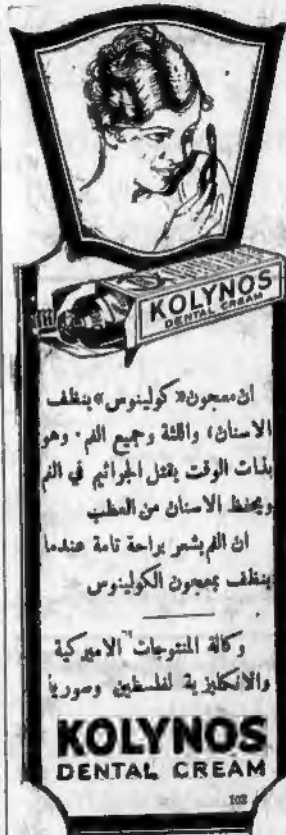 KOLYNOS
DENTAL CREAM
ان معجون «كولينوس» ينظف
الاسنان، واللثة وجميع الفم. وهو
بذات الوقت يقتل الجراثيم في الفم
ويحفظ الاسنان من العطب
ان الفم يشعر براحة تامة عندما
ينظف بمعجون الكولينوس
وكالة المنتوجات الاميركية
والانكليزية لفلسطين وسوريا
KOLYNOS
DENTAL CREAM
102